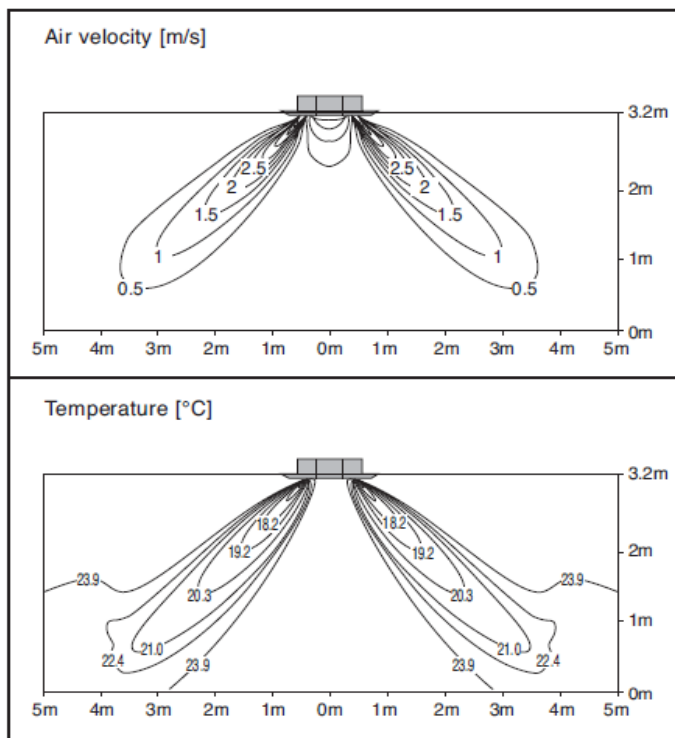 Air velocity [m/s]
3.2m
2.5 2.5
2 2 2m
1.5 1.5
1 1 1m
0.5 0.5
0m
5m 4m 3m 2m 1m 0m 1m 2m 3m 4m 5m
Temperature [°C]
3.2m
18.2 18.2
19.2 19.2 2m
23.9 23.9
20.3 20.3
1m
21.0 21.0
22.4 23.9 23.9 22.4
0m
5m 4m 3m 2m 1m 0m 1m 2m 3m 4m 5m